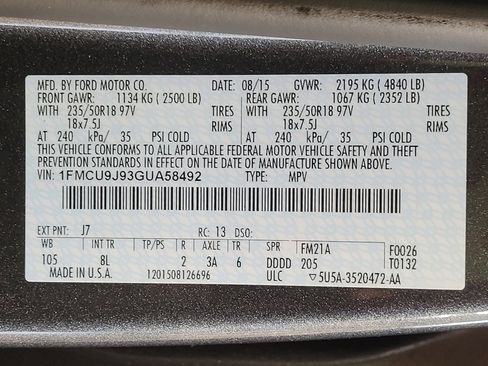 MFD. BY FORD MOTOR CO. DATE: 08/15 GVWR: 2195 KG ( 4840 LB)
FRONT GAWR: 1134 KG ( 2500 LB) REAR GAWR: 1067 KG ( 2352 LB)
WITH 235/50R18 97V TIRES WITH 235/50R18 97V TIRES
18x7.5J RIMS 18x7.5J RIMS
AT 240 kPa/ 35 PSI COLD AT 240 kPa/ 35 PSI COLD
THIS VEHICLE CONFORMS TO ALL APPLICABLE FEDERAL MOTOR VEHICLE SAFETY AND
THEFT PREVENTION STANDARDS IN EFFECT ON THE DATE OF MANUFACTURE SHOWN ABOVE.
VIN: 1FMCU9J93GUA58492 TYPE: MPV
EXT PNT: J7 RC: 13 DSO:
WB INT TR TP/PS R AXLE TR SPR FM21A F0026
105 8L 2 3A 6 DDDD 205 T0132
MADE IN U.S.A. 1201508126696 ULC ▽5U5A-3520472-AA